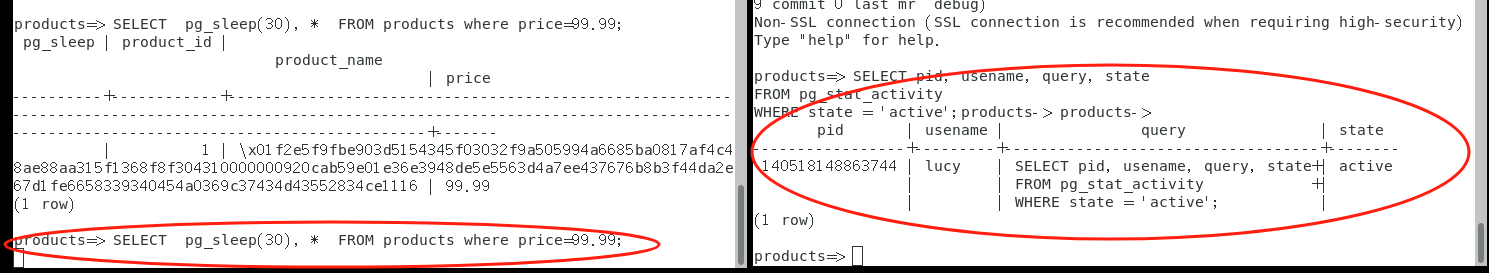 products=> SELECT  pg_sleep(30), *  FROM products where price=99.99;
 pg_sleep | product_id |
product_name
| price
----------+------------+---------------------------------------------------
--------------------------------------------------------------------------------
-----------------------------------------------+-------
|          1 | \x01f2e5f9fbe903d5154345f03032f9a505994a6685ba0817af4c4
8ae88aa315f1368f8f304310000000920cab59e01e36e3948de5e5563d4a7ee437676b8b3f44da2e
67d1fe6658339340454a0369c37434d43552834ce1116 | 99.99
(1 row)
products=> SELECT  pg_sleep(30), *  FROM products where price=99.99;
9 commit 0 last mr  debug)
Non-SSL connection (SSL connection is recommended when requiring high-security)
Type "help" for help.
products=> SELECT pid, usename, query, state
FROM pg_stat_activity
WHERE state = 'active';products-> products->
pid | usename | query | state
-----------------+---------+------------------------------------+--------
140518148863744 | lucy | SELECT pid, usename, query, state+| active
| | FROM pg_stat_activity +|
| | WHERE state = 'active'; |
(1 row)
products=>